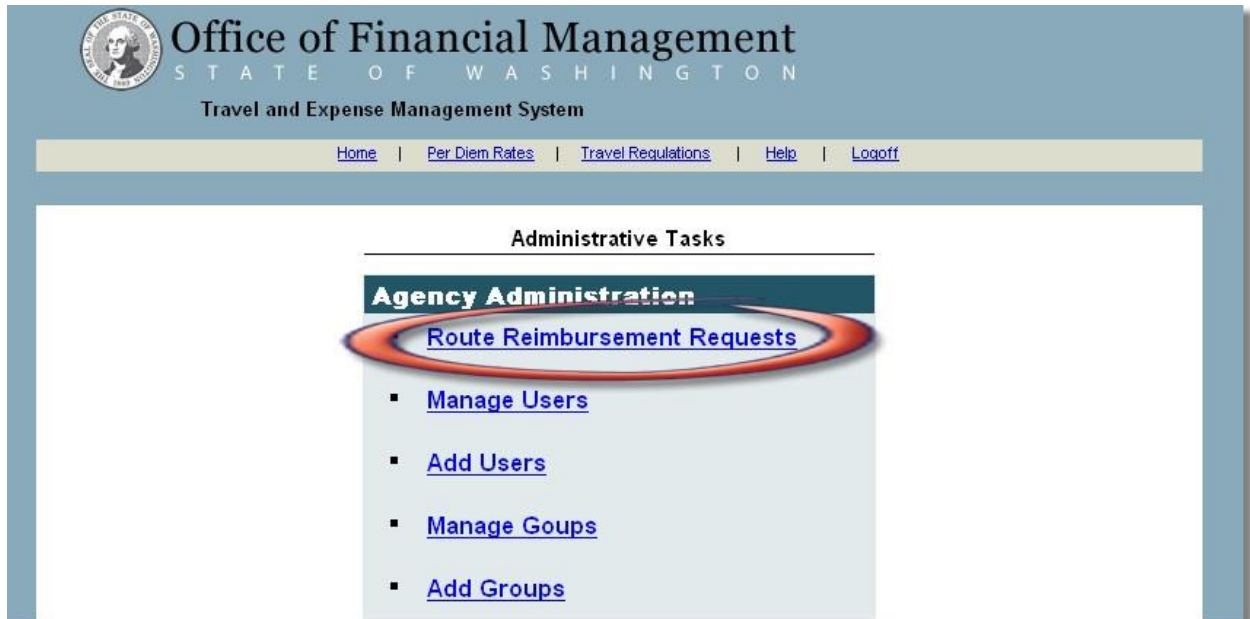 Office of Financial Management
STATE OF WASHINGTON
Travel and Expense Management System
Home | Per Diem Rates | Travel Regulations | Help | Logoff
Administrative Tasks
Agency Administration
Route Reimbursement Requests
▪ Manage Users
▪ Add Users
▪ Manage Goups
▪ Add Groups